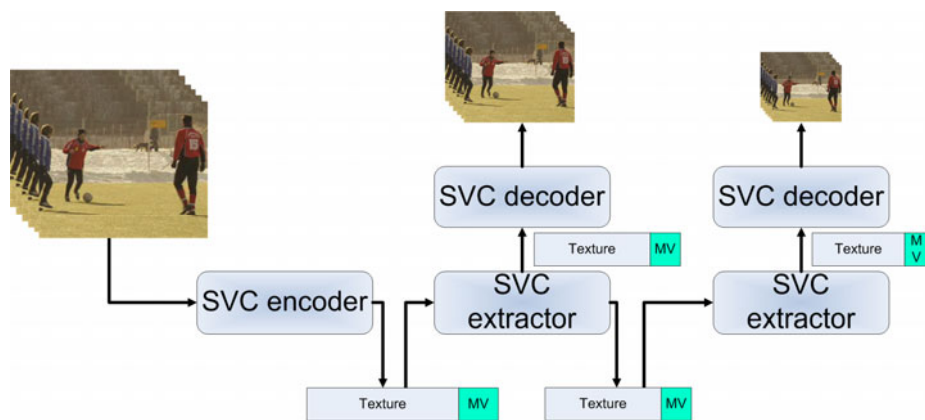 SVC decoder
SVC decoder
Texture MV
Texture M
V
SVC encoder
SVC
extractor
SVC
extractor
Texture MV
Texture MV